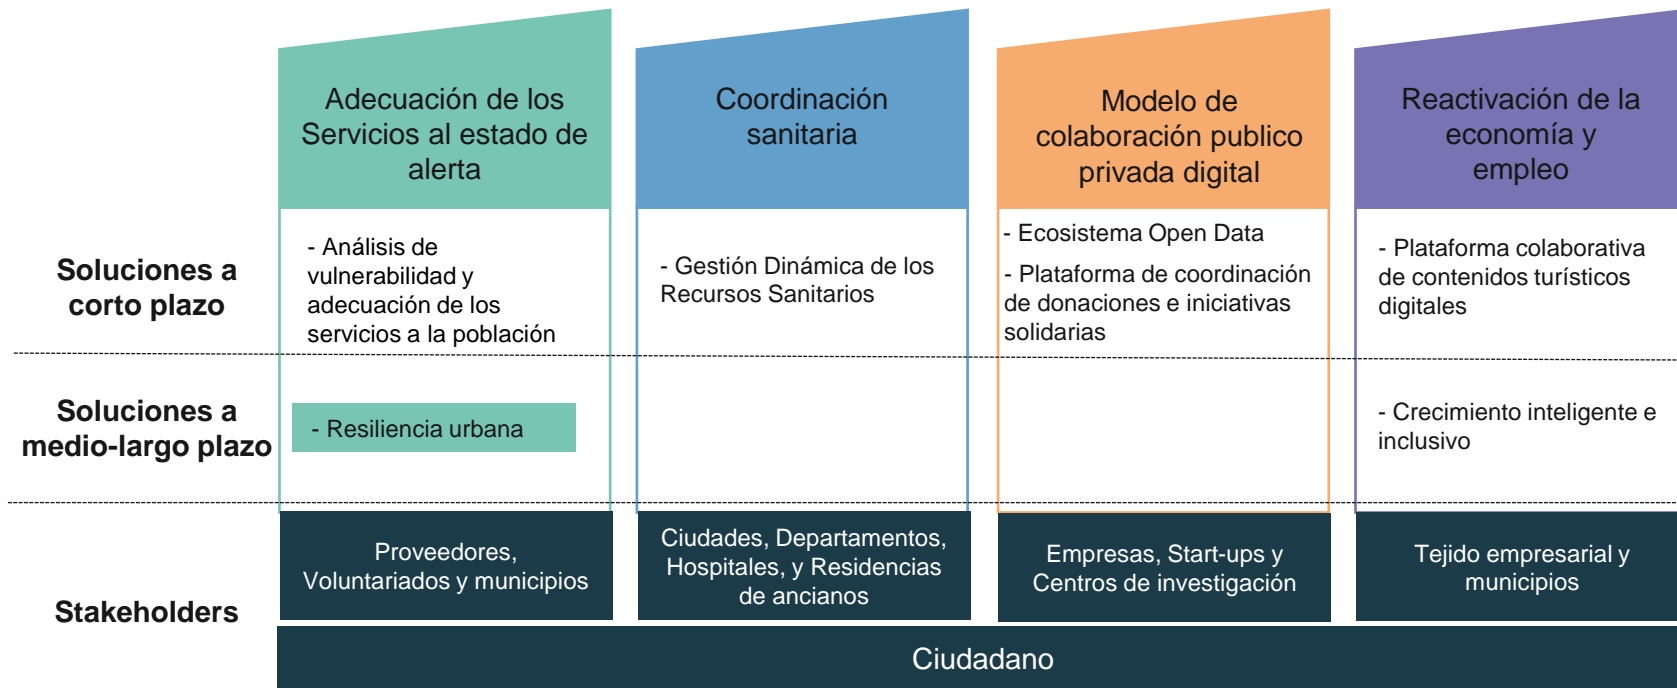 Adecuación de los
Servicios al estado de
alerta
Coordinación
sanitaria
Modelo de
colaboración publico
privada digital
Reactivación de la
economía y
empleo
Soluciones a
corto plazo
- Análisis de
vulnerabilidad y
adecuación de los
servicios a la población
- Gestión Dinámica de los
Recursos Sanitarios
- Ecosistema Open Data
- Plataforma de coordinación
de donaciones e iniciativas
solidarias
- Plataforma colaborativa
de contenidos turísticos
digitales
Soluciones a
medio-largo plazo
- Resiliencia urbana
- Crecimiento inteligente e
inclusivo
Stakeholders
Proveedores,
Voluntariados y municipios
Ciudades, Departamentos,
Hospitales, y Residencias
de ancianos
Empresas, Start-ups y
Centros de investigación
Tejido empresarial y
municipios
Ciudadano